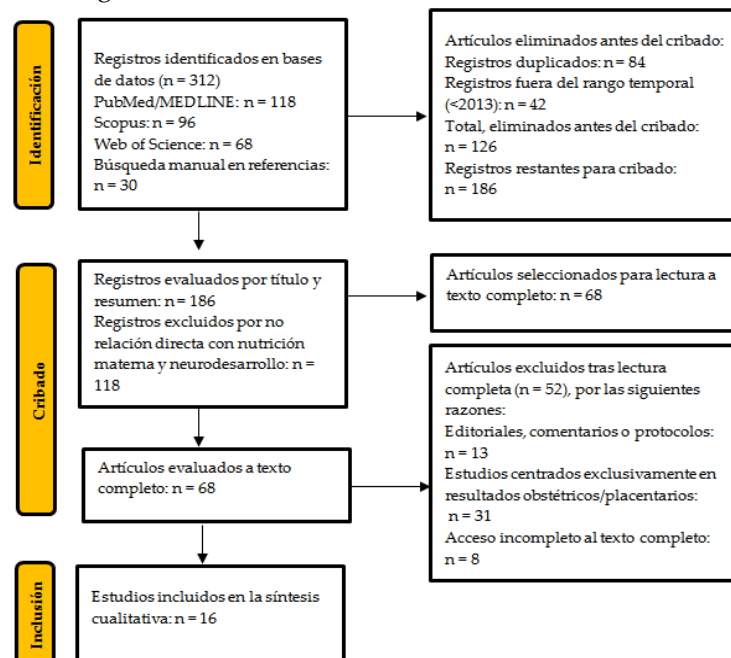 Identificación
Registros identificados en bases
de datos (n = 312)
PubMed/MEDLINE: n = 118
Scopus: n = 96
Web of Science: n = 68
Búsqueda manual en referencias:
n = 30
Artículos eliminados antes del cribado:
Registros duplicados: n = 84
Registros fuera del rango temporal
(<2013): n = 42
Total, eliminados antes del cribado:
n = 126
Registros restantes para cribado:
n = 186
Cribado
Registros evaluados por título y
resumen: n = 186
Registros excluidos por no
relación directa con nutrición
materna y neurodesarrollo: n =
118
Artículos seleccionados para lectura a
texto completo: n = 68
Artículos evaluados a texto
completo: n = 68
Artículos excluidos tras lectura
completa (n = 52), por las siguientes
razones:
Editoriales, comentarios o protocolos:
n = 13
Estudios centrados exclusivamente en
resultados obstétricos/placentarios:
n = 31
Acceso incompleto al texto completo:
n = 8
Inclusión
Estudios incluidos en la síntesis
cualitativa: n = 16